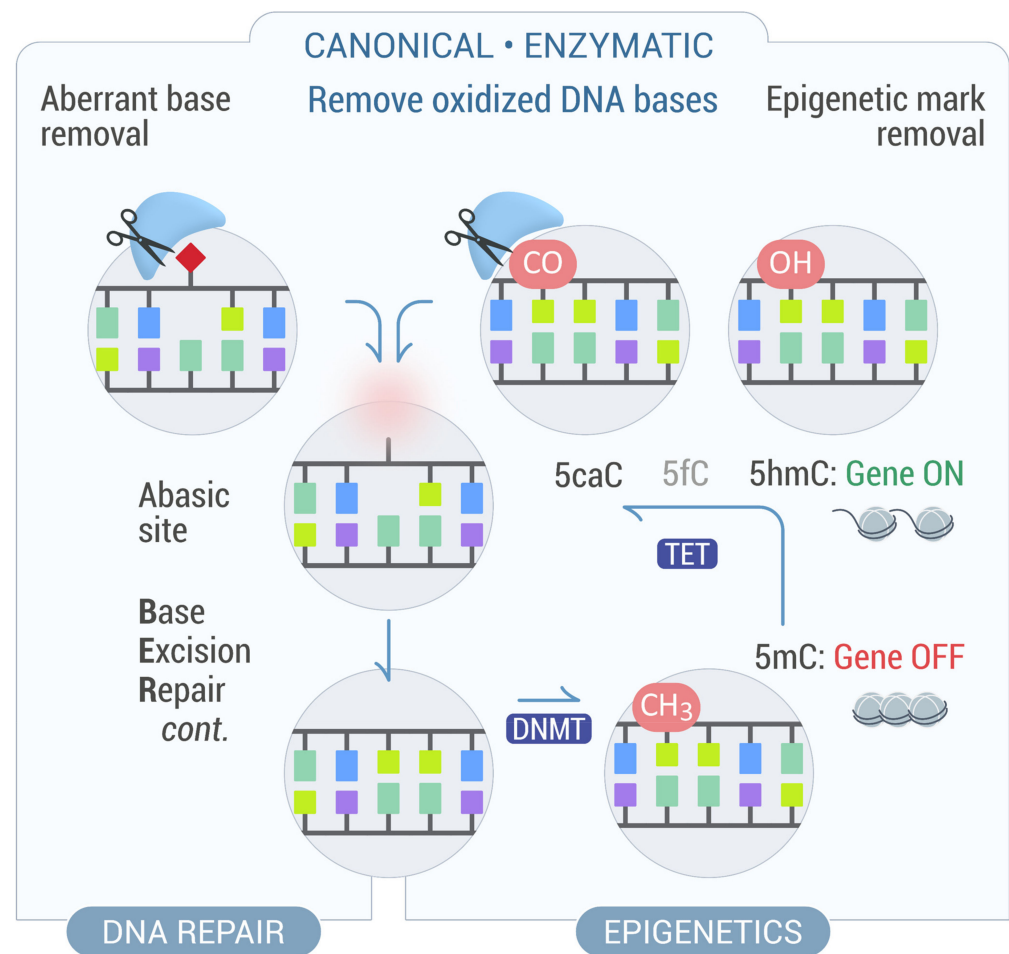 CANONICAL • ENZYMATIC
Remove oxidized DNA bases
Aberrant base
removal
Epigenetic mark
removal
CO
OH
5caC
5fC
5hmC: Gene ON
TET
Abasic
site
Base
Excision
Repair
cont.
5mC: Gene OFF
DNMT
CH₃
DNA REPAIR
EPIGENETICS